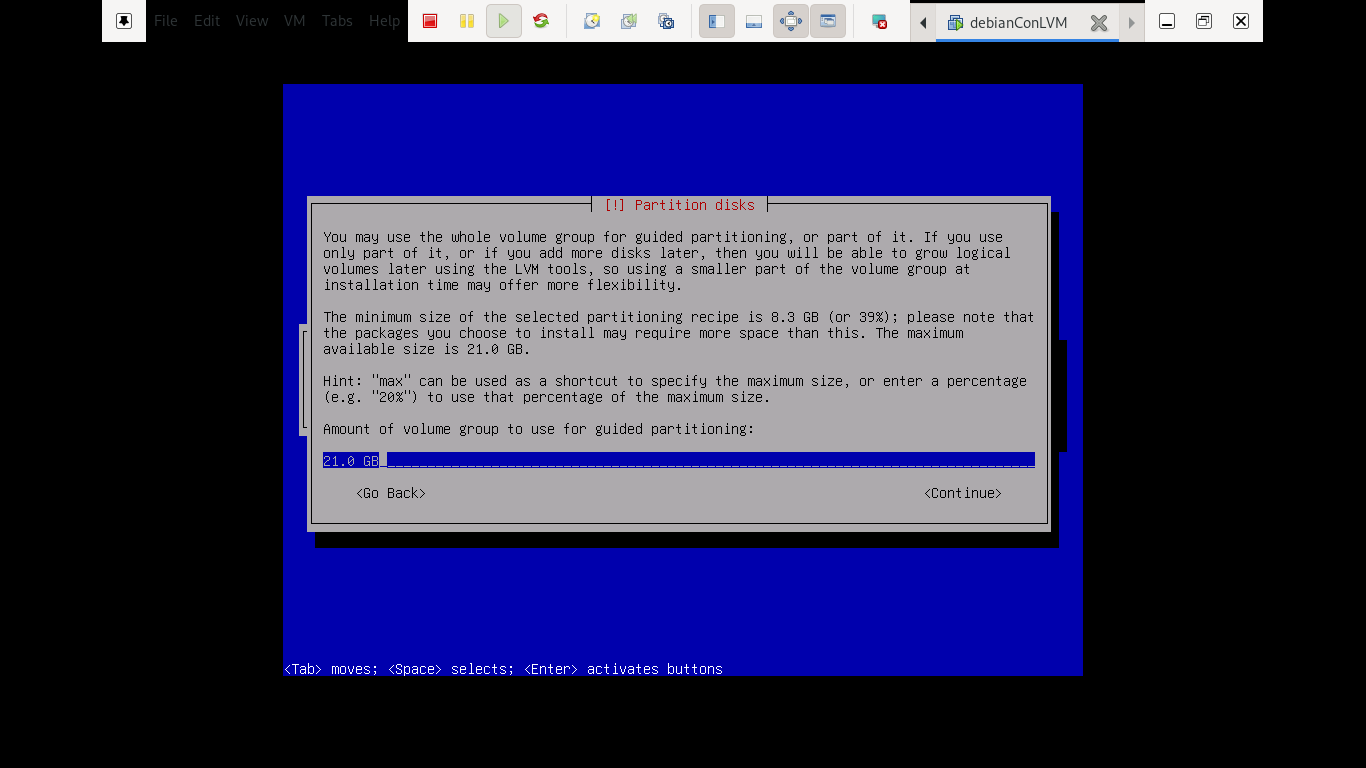 File Edit View VM Tabs Help debianConLVM
[!] Partition disks
You may use the whole volume group for guided partitioning, or part of it. If you use
only part of it, or if you add more disks later, then you will be able to grow logical
volumes later using the LVM tools, so using a smaller part of the volume group at
installation time may offer more flexibility.
The minimum size of the selected partitioning recipe is 8.3 GB (or 39%); please note that
the packages you choose to install may require more space than this. The maximum
available size is 21.0 GB.
Hint: "max" can be used as a shortcut to specify the maximum size, or enter a percentage
(e.g. "20%") to use that percentage of the maximum size.
Amount of volume group to use for guided partitioning:
21.0 GB
<Go Back> <Continue>
<Tab> moves; <Space> selects; <Enter> activates buttons